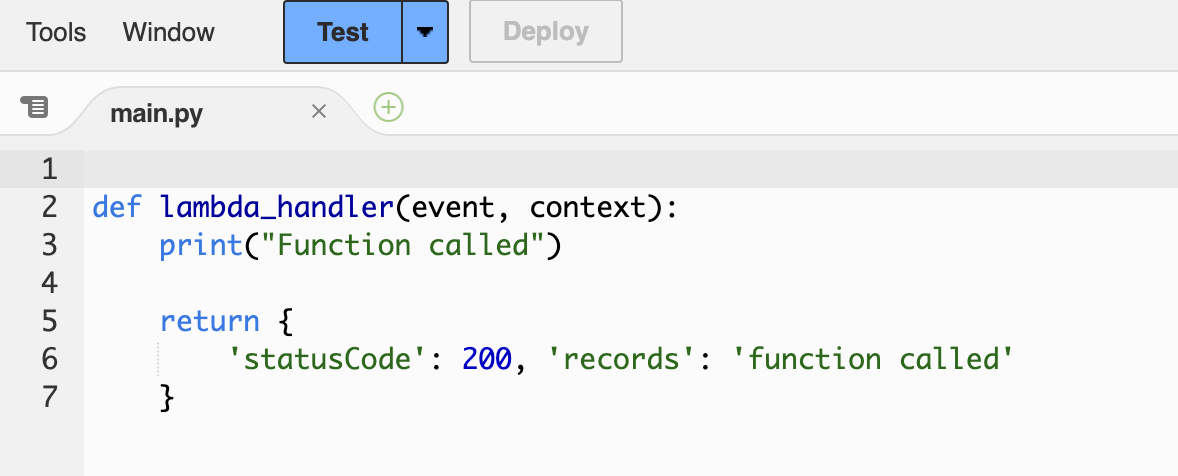 Tools Window Test Deploy
main.py
1
2 def lambda_handler(event, context):
3     print("Function called")
4
5     return {
6         'statusCode': 200, 'records': 'function called'
7     }